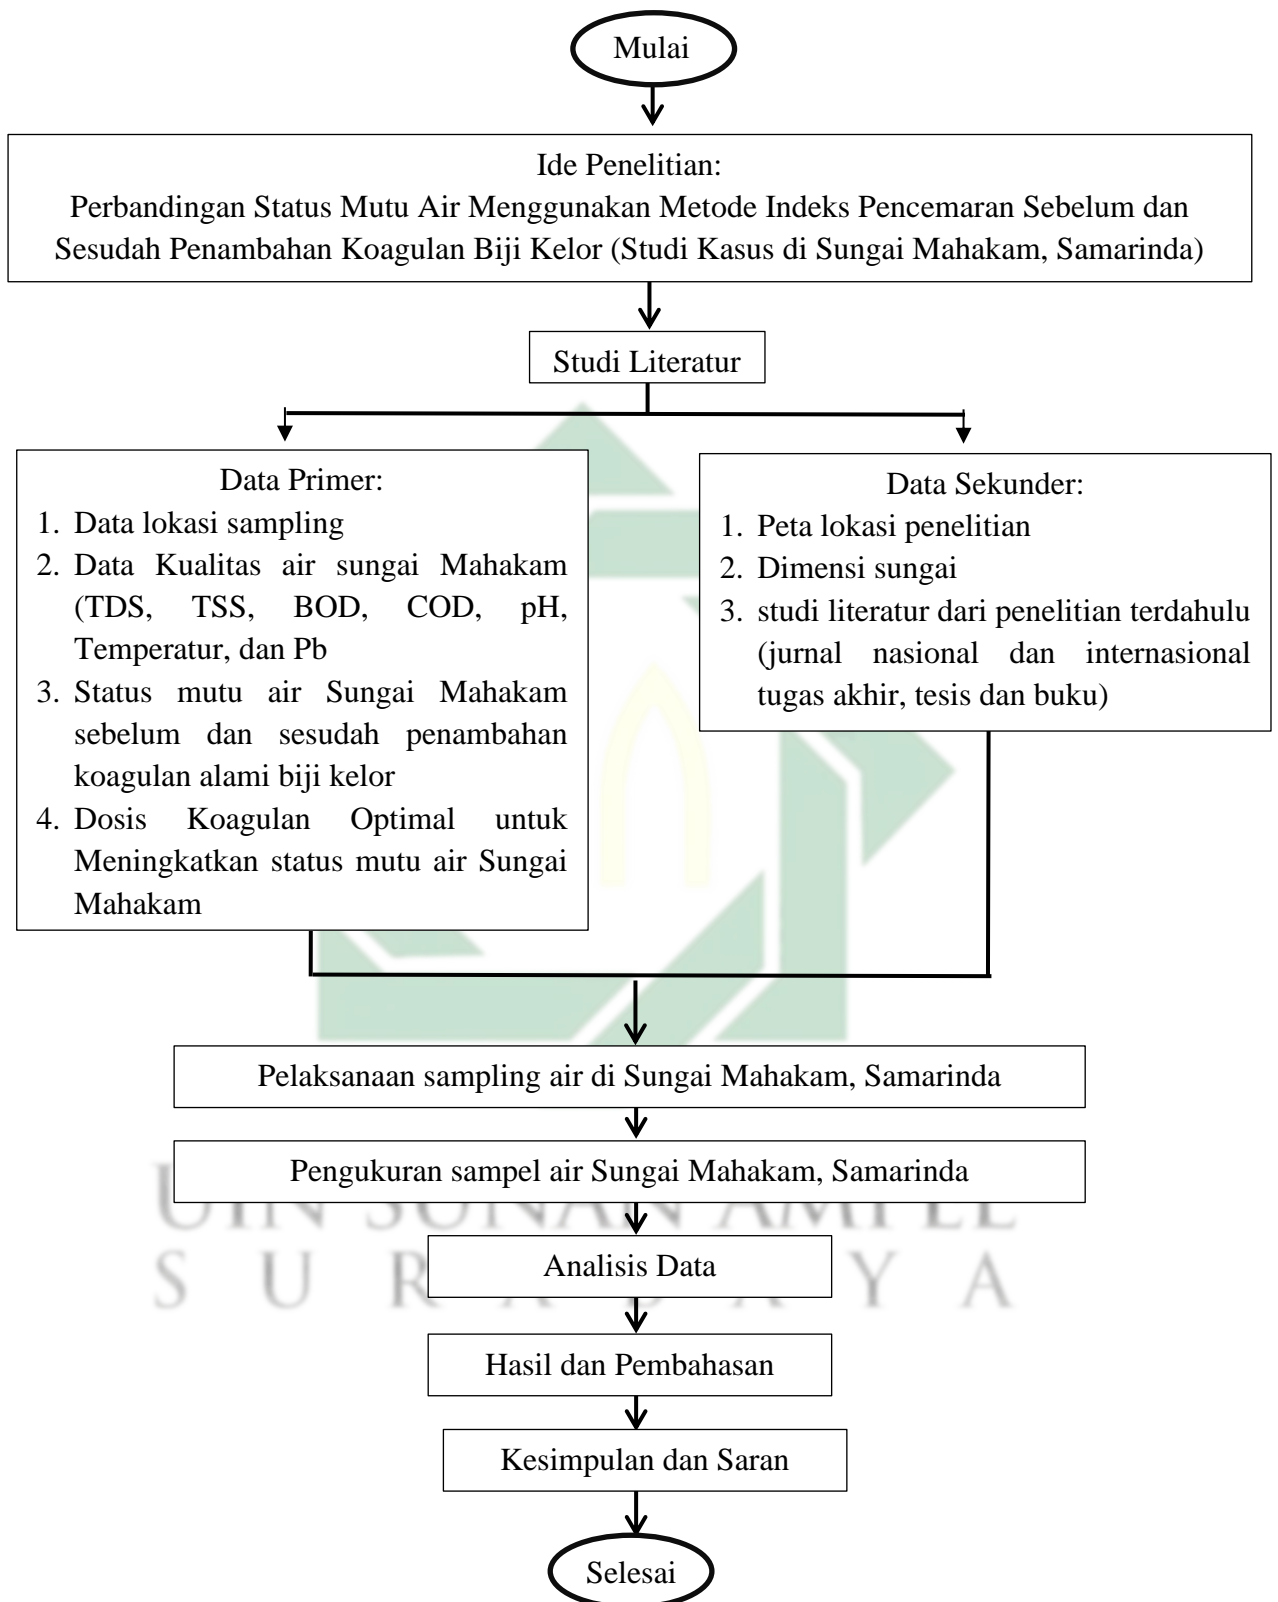 Mulai
Ide Penelitian:
Perbandingan Status Mutu Air Menggunakan Metode Indeks Pencemaran Sebelum dan
Sesudah Penambahan Koagulan Biji Kelor (Studi Kasus di Sungai Mahakam, Samarinda)
Studi Literatur
Data Primer:
1. Data lokasi sampling
2. Data Kualitas air sungai Mahakam
(TDS, TSS, BOD, COD, pH,
Temperatur, dan Pb
3. Status mutu air Sungai Mahakam
sebelum dan sesudah penambahan
koagulan alami biji kelor
4. Dosis Koagulan Optimal untuk
Meningkatkan status mutu air Sungai
Mahakam
Data Sekunder:
1. Peta lokasi penelitian
2. Dimensi sungai
3. studi literatur dari penelitian terdahulu
(jurnal nasional dan internasional
tugas akhir, tesis dan buku)
Pelaksanaan sampling air di Sungai Mahakam, Samarinda
Pengukuran sampel air Sungai Mahakam, Samarinda
UIN SUNAN AMPEL
SURABAYA
Analisis Data
Hasil dan Pembahasan
Kesimpulan dan Saran
Selesai